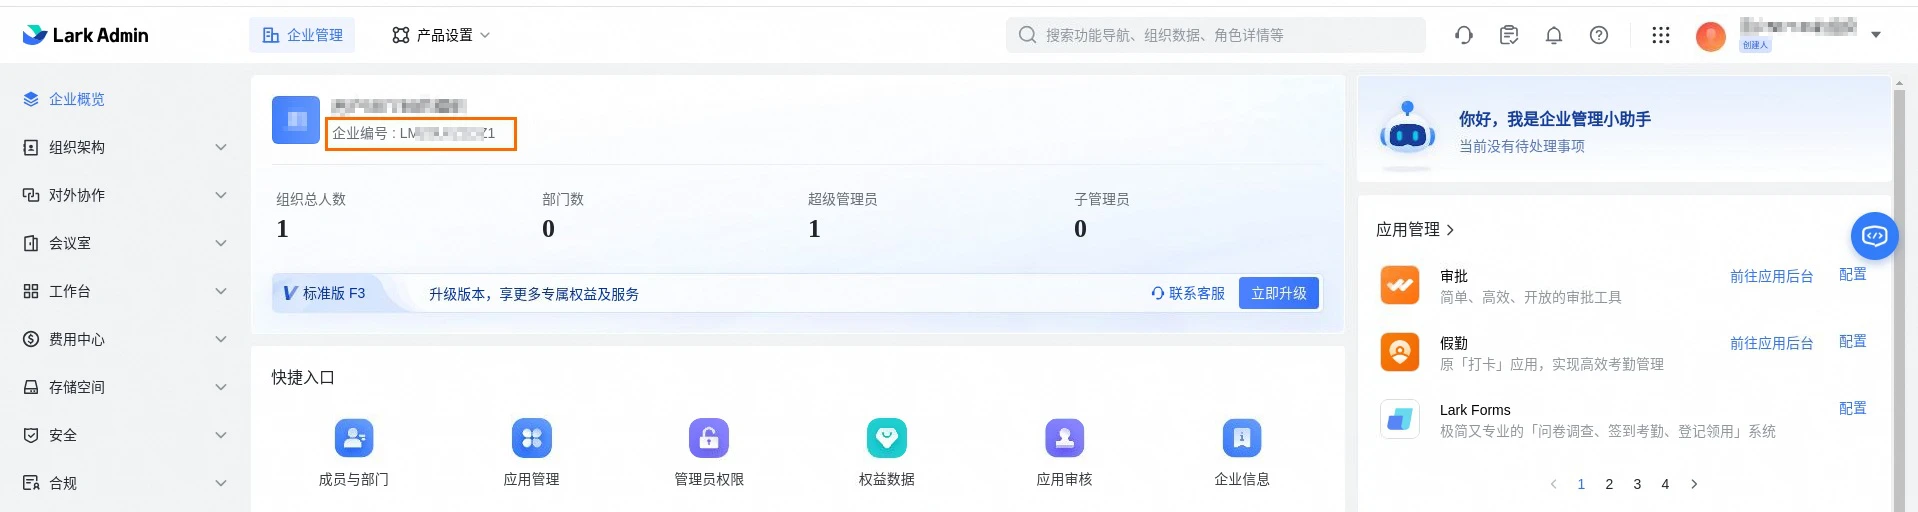 Lark Admin
企业管理
产品设置
搜索功能导航、组织数据、角色详情等
创建人
企业概览
组织架构
对外协作
会议室
工作台
费用中心
存储空间
安全
合规
企业编号 : LM
Z1
组织总人数
1
部门数
0
超级管理员
1
子管理员
0
标准版 F3
升级版本，享更多专属权益及服务
联系客服
立即升级
快捷入口
成员与部门
应用管理
管理员权限
权益数据
应用审核
企业信息
你好，我是企业管理小助手
当前没有待处理事项
应用管理
审批
简单、高效、开放的审批工具
前往应用后台
配置
假勤
原「打卡」应用，实现高效考勤管理
前往应用后台
配置
Lark Forms
极简又专业的「问卷调查、签到考勤、登记领用」系统
配置
1 2 3 4